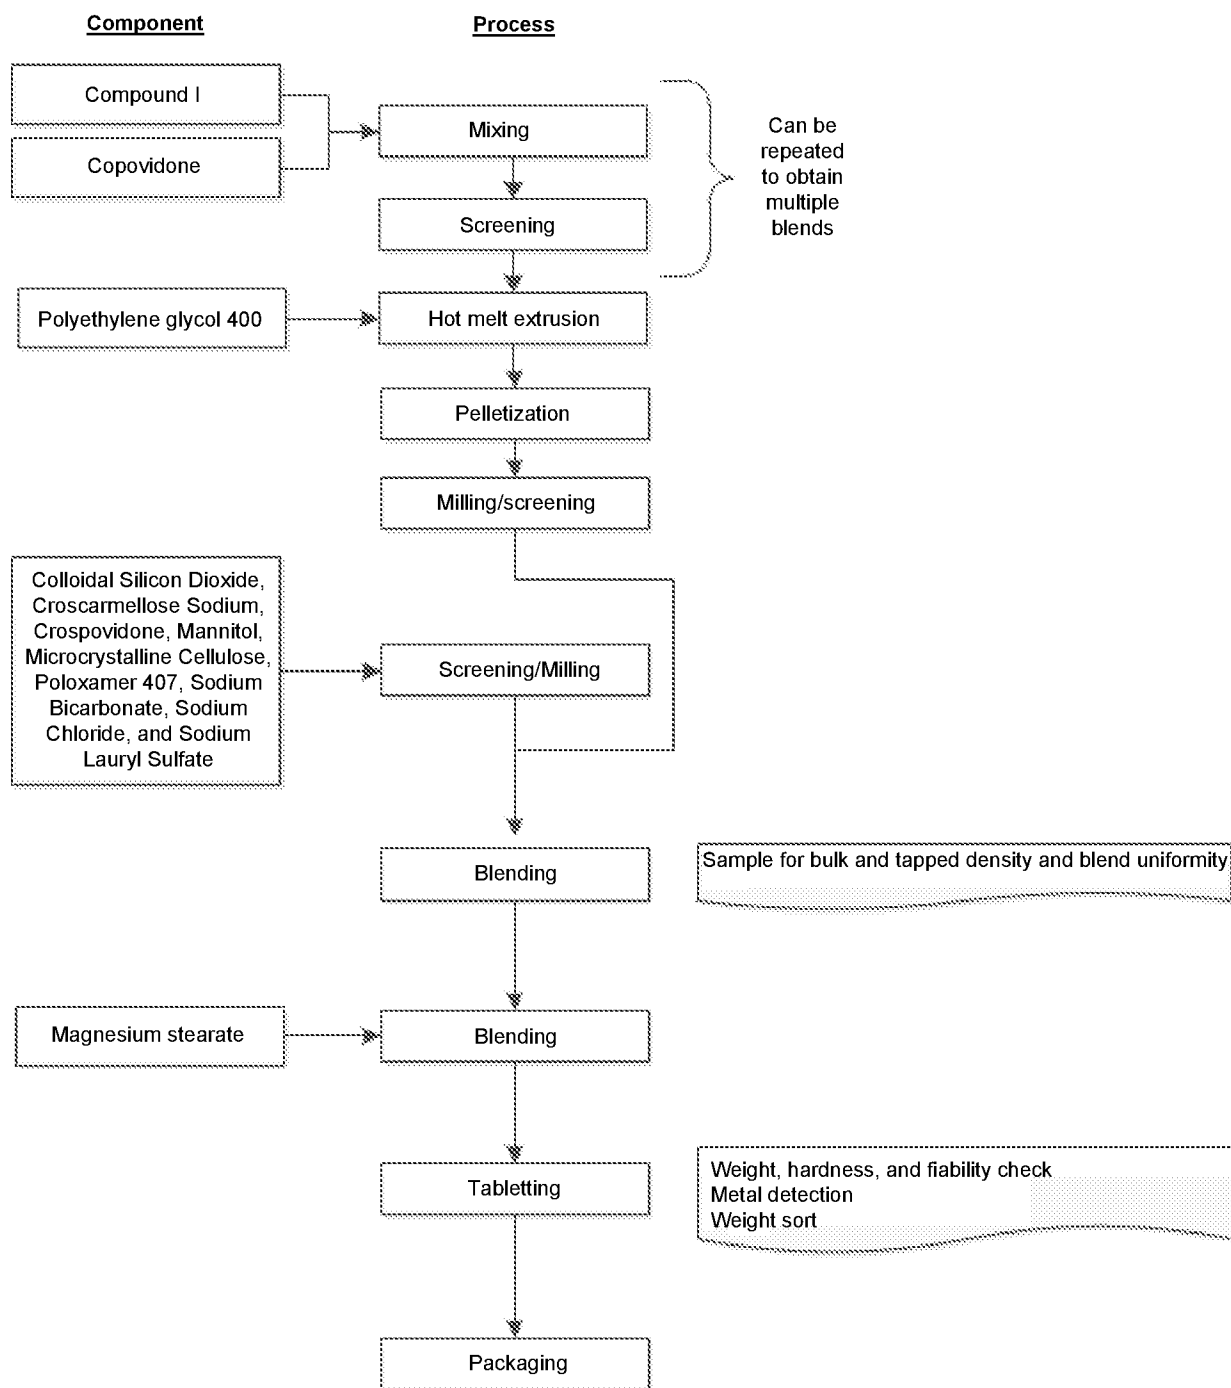 Component
Process
Compound I
Copovidone
Mixing
Screening
Can be
repeated
to obtain
multiple
blends
Polyethylene glycol 400
Hot melt extrusion
Pelletization
Milling/screening
Colloidal Silicon Dioxide,
Croscarmellose Sodium,
Crospovidone, Mannitol,
Microcrystalline Cellulose,
Poloxamer 407, Sodium
Bicarbonate, Sodium
Chloride, and Sodium
Lauryl Sulfate
Screening/Milling
Blending
Sample for bulk and tapped density and blend uniformity
Magnesium stearate
Blending
Tabletting
Weight, hardness, and fiability check
Metal detection
Weight sort
Packaging